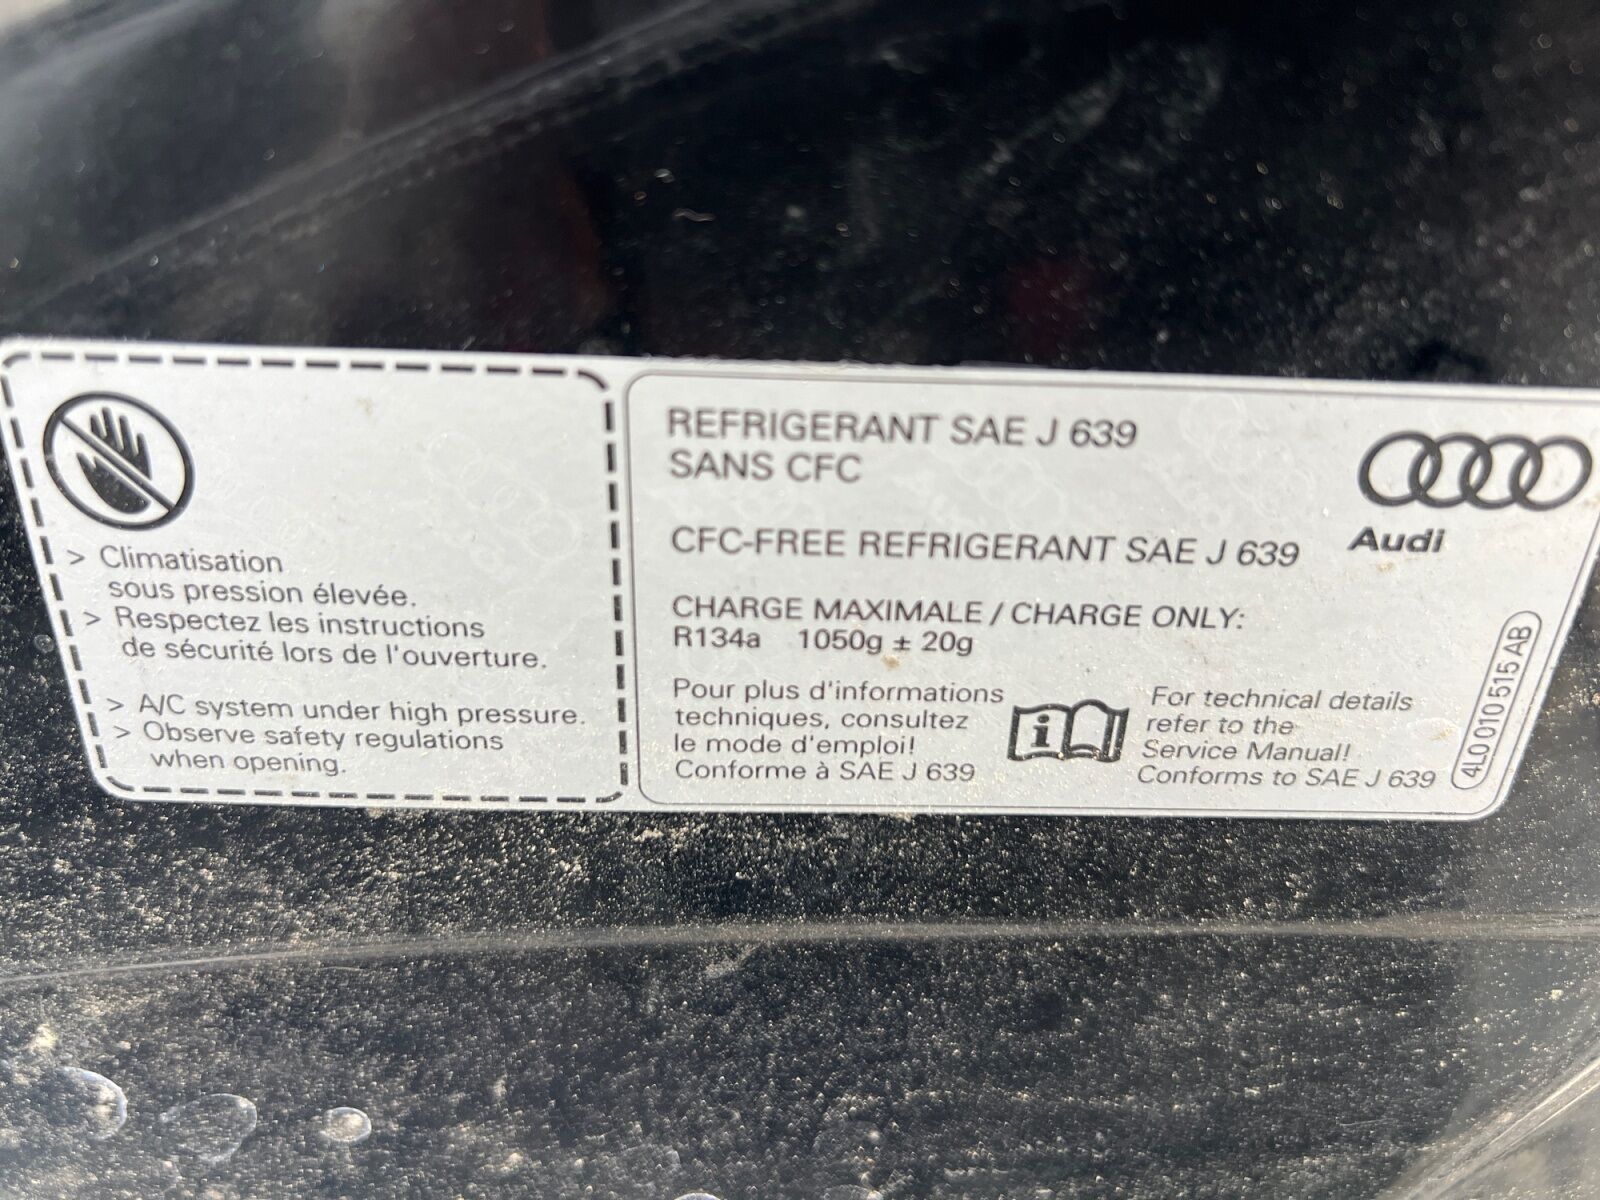 > Climatisation
sous pression élevée.
> Respectez les instructions
de sécurité lors de l'ouverture.
> A/C system under high pressure.
> Observe safety regulations
when opening.
REFRIGERANT SAE J 639
SANS CFC
CFC-FREE REFRIGERANT SAE J 639
CHARGE MAXIMALE / CHARGE ONLY:
R134a 1050g ± 20g
Pour plus d'informations
techniques, consultez
le mode d'emploi!
Conforme à SAE J 639
i
For technical details
refer to the
Service Manual!
Conforms to SAE J 639
Audi
4L0 010 515 AB